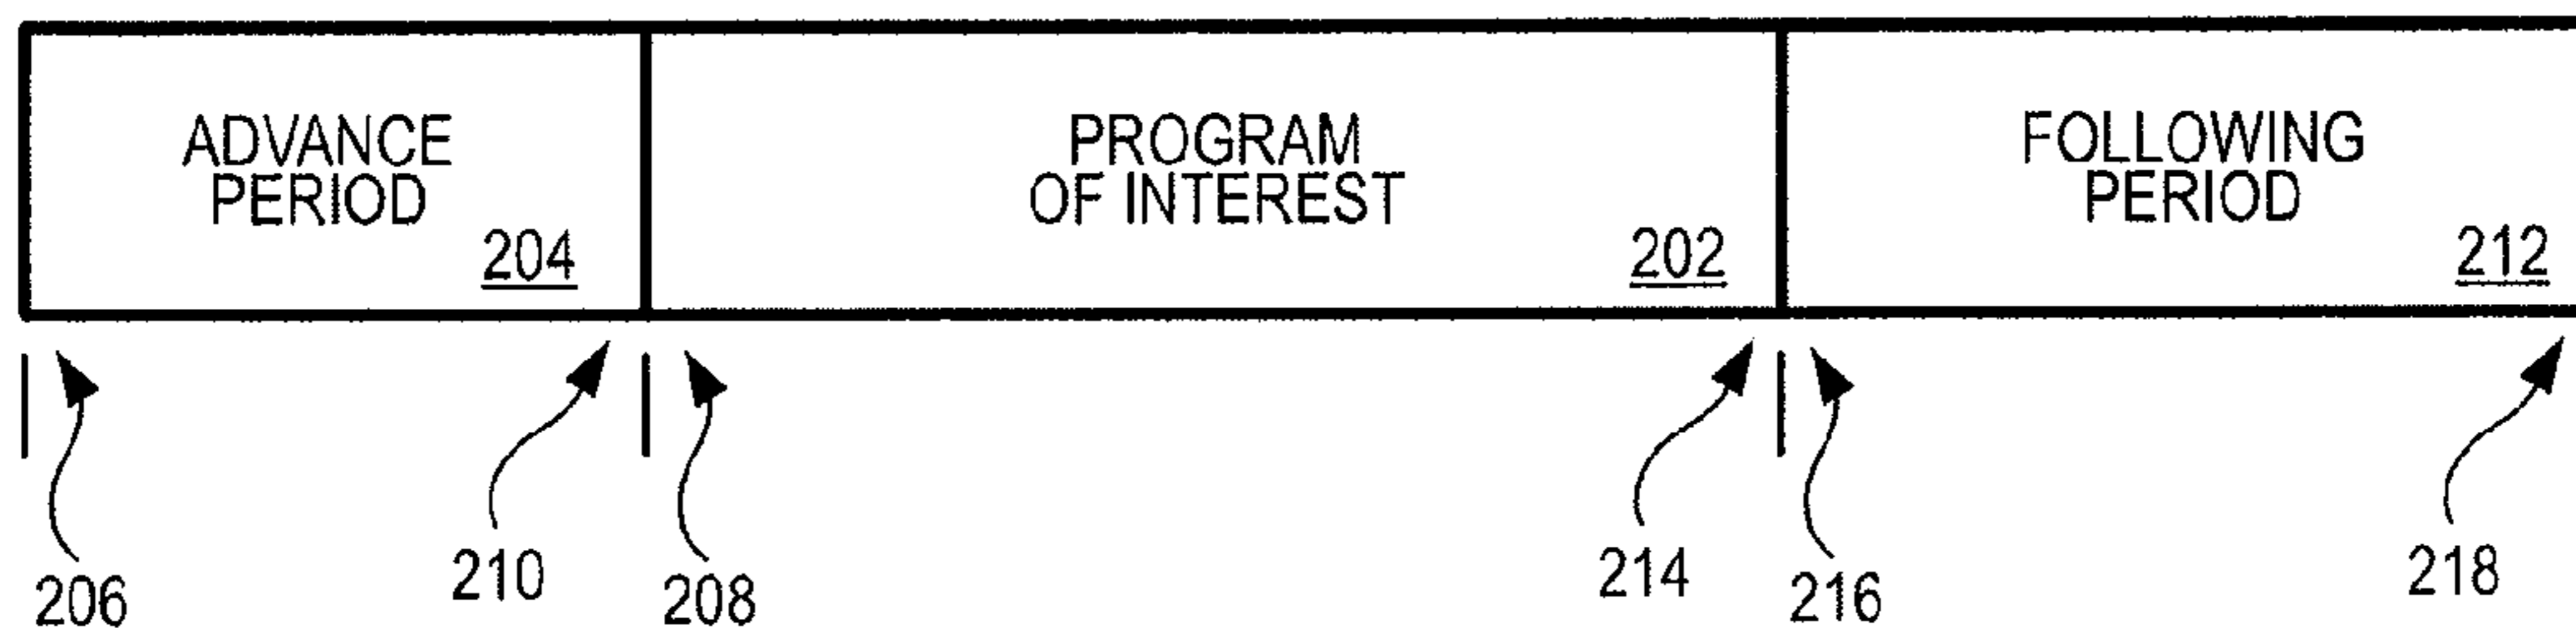 ADVANCE
PERIOD
204
PROGRAM
OF INTEREST
202
FOLLOWING
PERIOD
212
206
210
208
214
216
218